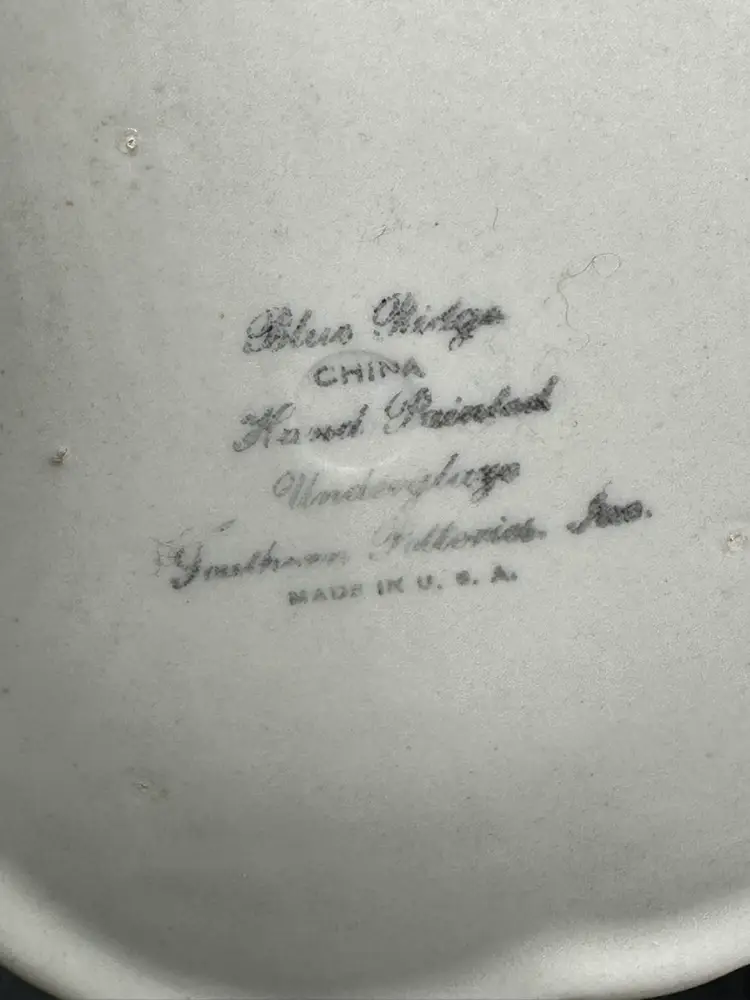 Blue Ridge
CHINA
Hand Painted
Underglaze
Southern Potteries, Inc.
MADE IN U. S. A.